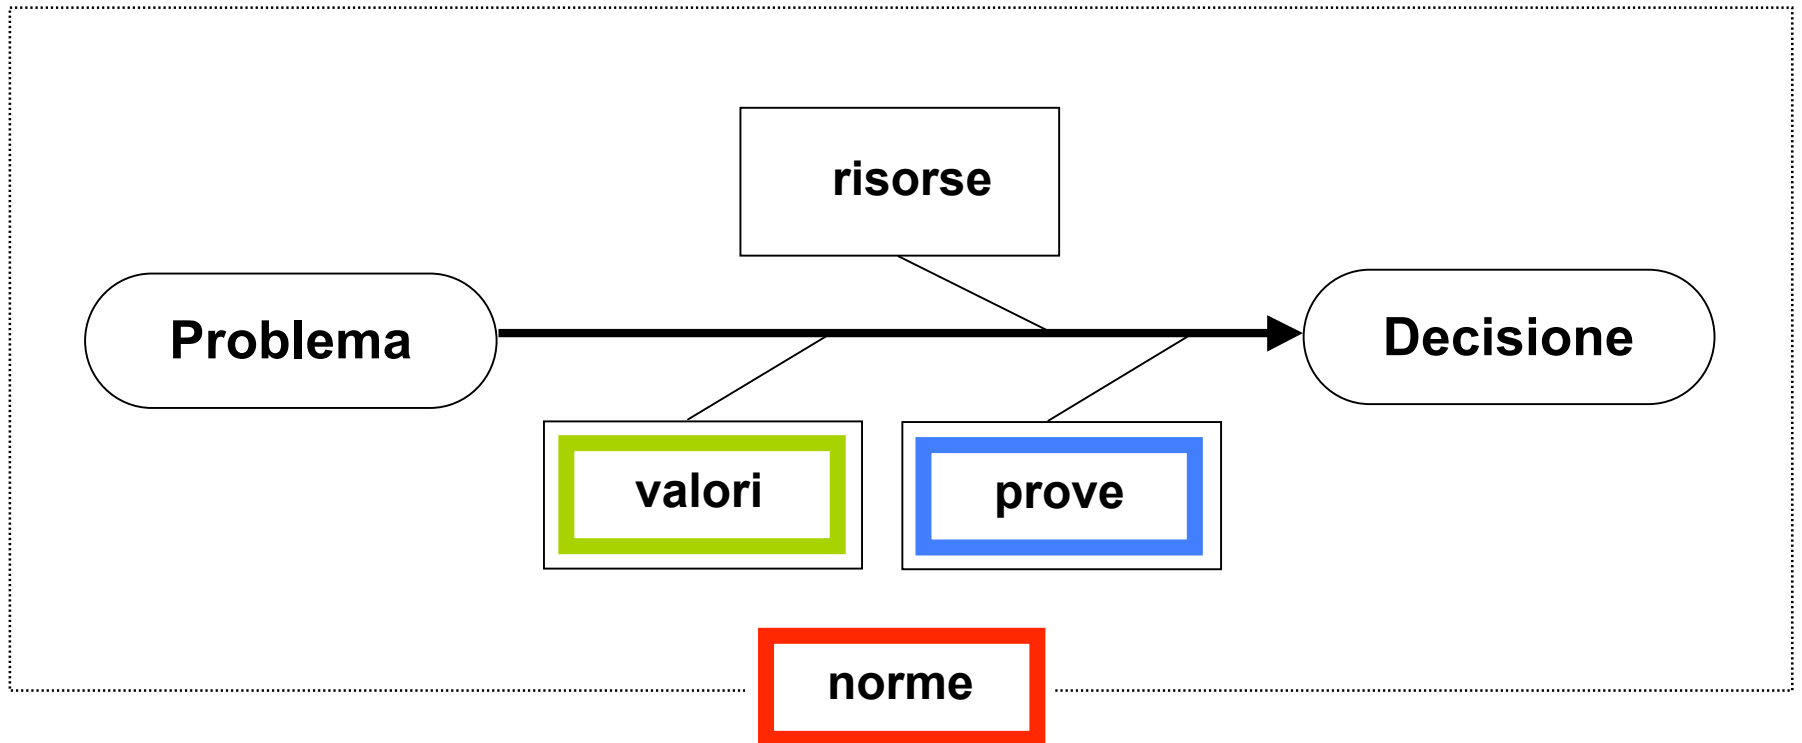 risorse
Problema
Decisione
valori
prove
norme